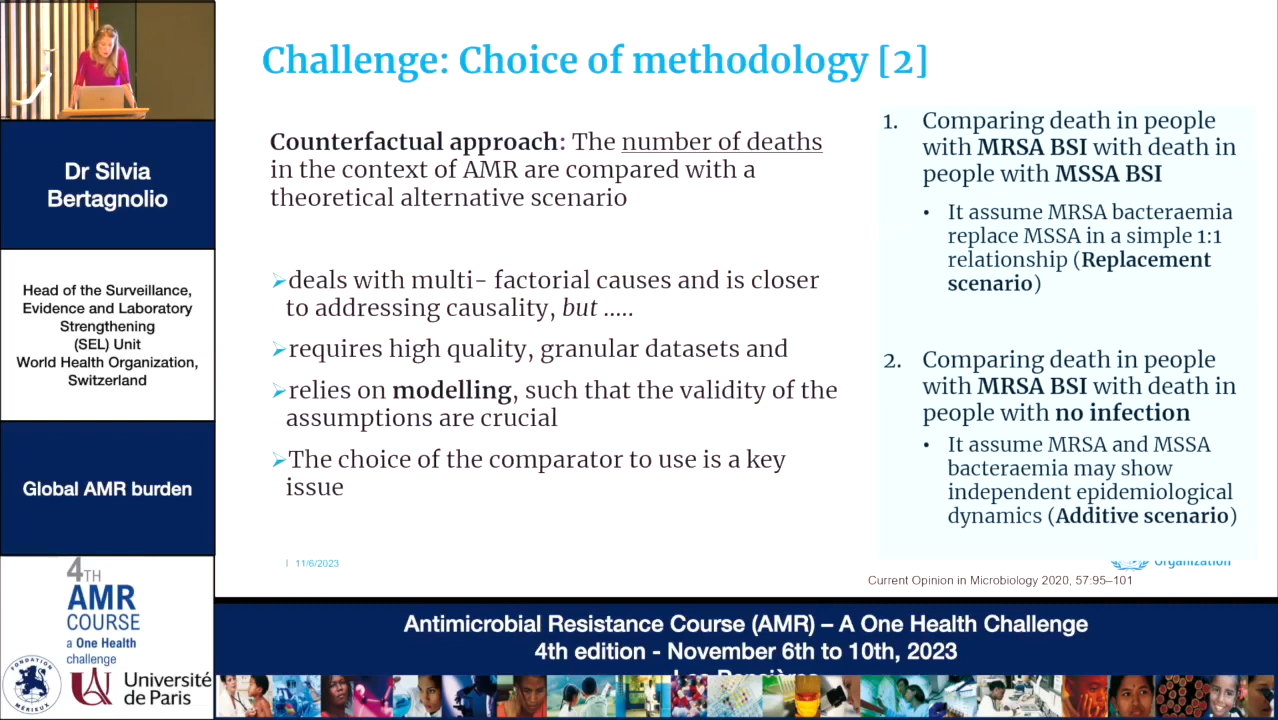 Challenge: Choice of methodology [2]
Dr Silvia
Bertagnolio
Head of the Surveillance,
Evidence and Laboratory
Strengthening
(SEL) Unit
World Health Organization,
Switzerland
Global AMR burden
4TH
AMR
COURSE
a One Health
challenge
FONDATION
MÉRIEUX
Université
de Paris
Counterfactual approach: The number of deaths
in the context of AMR are compared with a
theoretical alternative scenario
➢deals with multi- factorial causes and is closer
to addressing causality, but .....
➢requires high quality, granular datasets and
➢relies on modelling, such that the validity of the
assumptions are crucial
➢The choice of the comparator to use is a key
issue
1. Comparing death in people
with MRSA BSI with death in
people with MSSA BSI
• It assume MRSA bacteraemia
replace MSSA in a simple 1:1
relationship (Replacement
scenario)
2. Comparing death in people
with MRSA BSI with death in
people with no infection
• It assume MRSA and MSSA
bacteraemia may show
independent epidemiological
dynamics (Additive scenario)
| 11/6/2023
Organization
Current Opinion in Microbiology 2020, 57:95–101
Antimicrobial Resistance Course (AMR) – A One Health Challenge
4th edition - November 6th to 10th, 2023